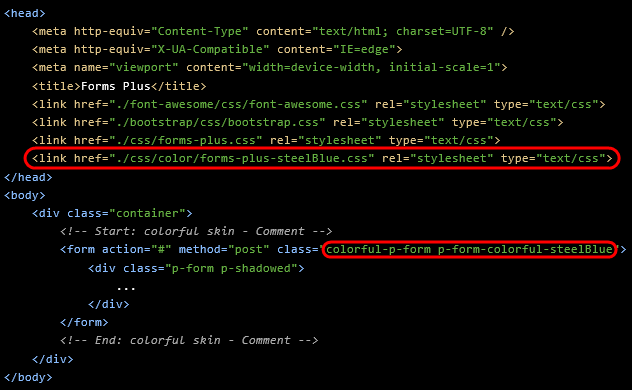 <head>
<meta http-equiv="Content-Type" content="text/html; charset=UTF-8" />
<meta http-equiv="X-UA-Compatible" content="IE=edge">
<meta name="viewport" content="width=device-width, initial-scale=1">
<title>Forms Plus</title>
<link href="./font-awesome/css/font-awesome.css" rel="stylesheet" type="text/css">
<link href="./bootstrap/css/bootstrap.css" rel="stylesheet" type="text/css">
<link href="./css/forms-plus.css" rel="stylesheet" type="text/css">
<link href="./css/color/forms-plus-steelBlue.css" rel="stylesheet" type="text/css">
</head>
<body>
<div class="container">
<!-- Start: colorful skin - Comment -->
<form action="#" method="post" class="colorful-p-form p-form-colorful-steelBlue">
<div class="p-form p-shadowed">
...
</div>
</form>
<!-- End: colorful skin - Comment -->
</div>
</body>